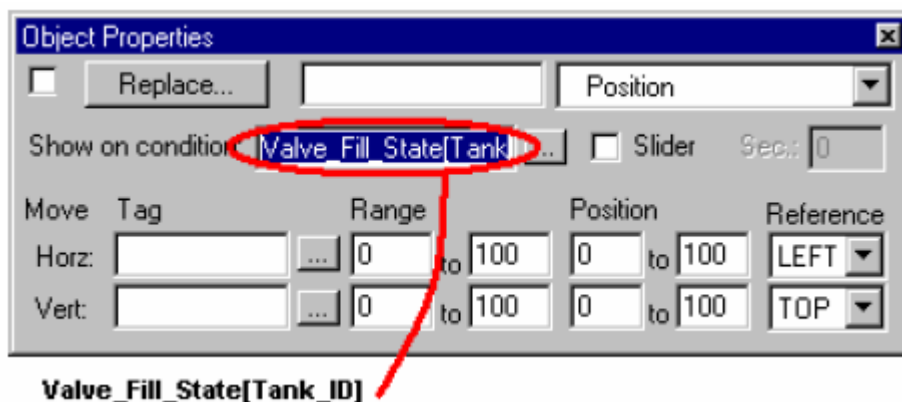 Object Properties
Replace... Position
Show on condition Valve_Fill_State[Tank ... Slider Sec.: 0
Move Tag Range Position Reference
Horz: ... 0 to 100 0 to 100 LEFT
Vert: ... 0 to 100 0 to 100 TOP
Valve_Fill_State[Tank_ID]